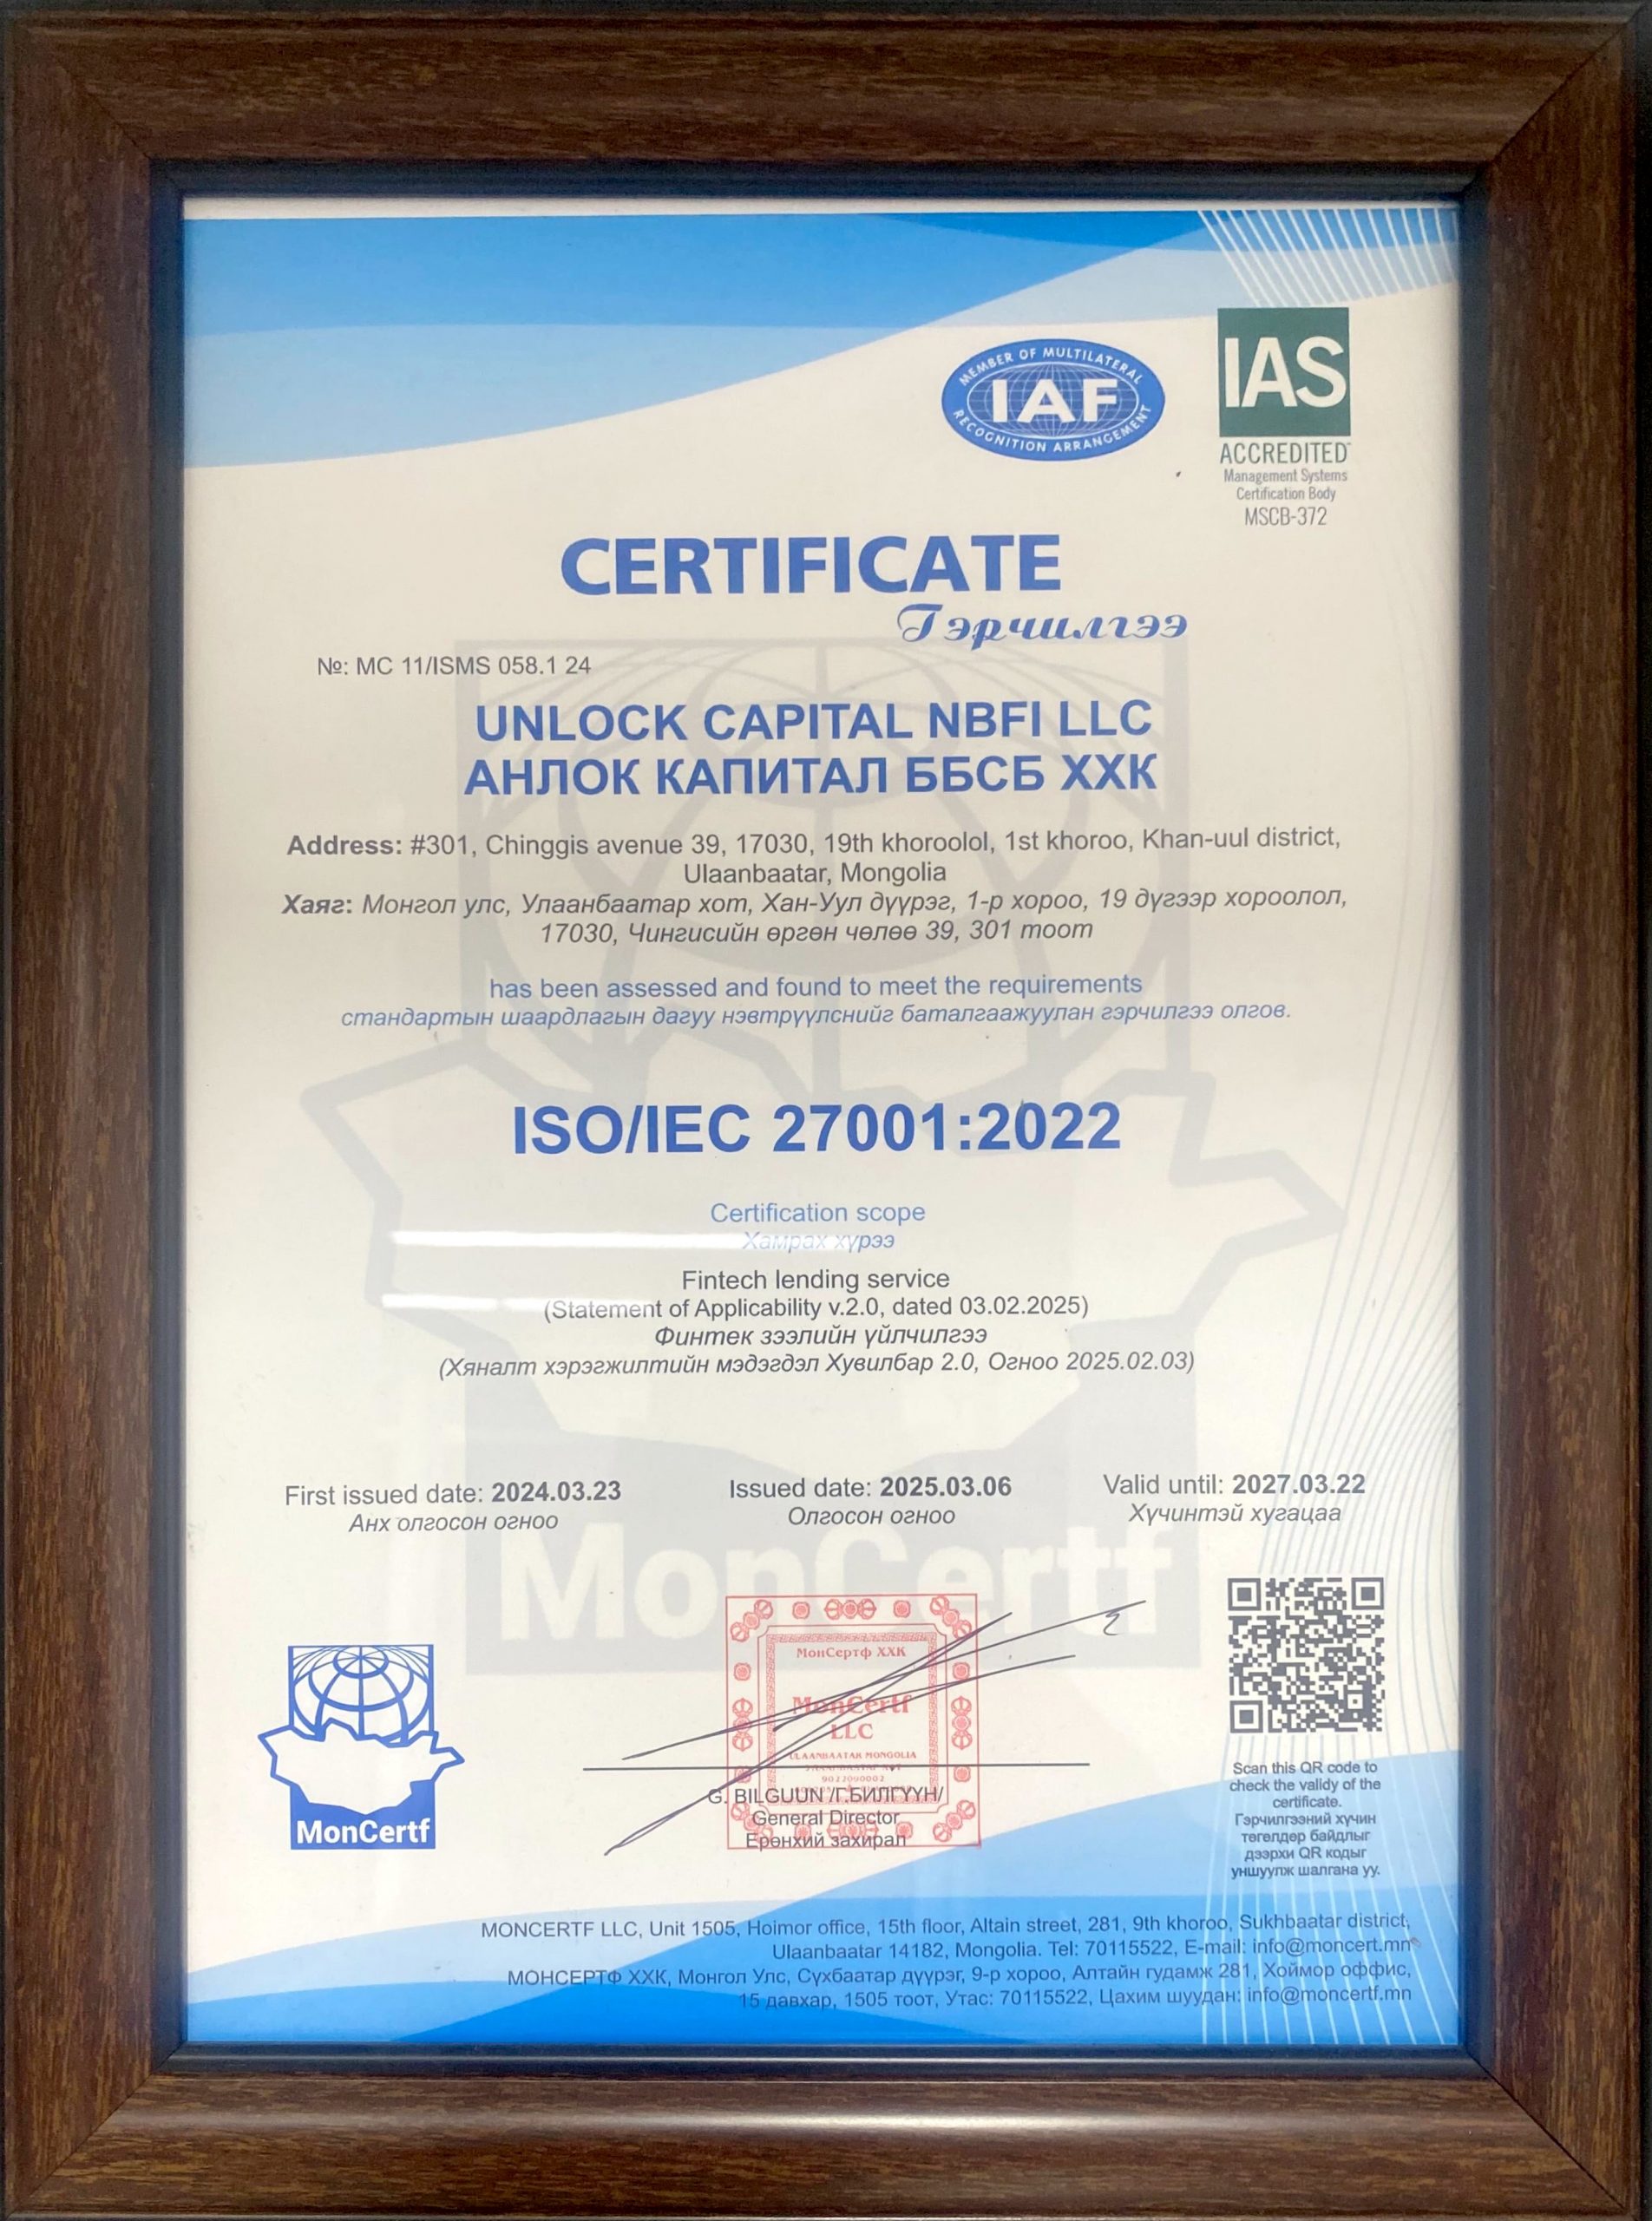 MEMBER OF MULTILATERAL
IAF
RECOGNITION ARRANGEMENT
IAS
ACCREDITED
Management Systems
Certification Body
MSCB-372
CERTIFICATE
Гэрчилгээ
№: MC 11/ISMS 058.1 24
UNLOCK CAPITAL NBFI LLC
АНЛОК КАПИТАЛ ББСБ ХХК
Address: #301, Chinggis avenue 39, 17030, 19th khoroolol, 1st khoroo, Khan-uul district,
Ulaanbaatar, Mongolia
Хаяг: Монгол улс, Улаанбаатар хот, Хан-Уул дүүрэг, 1-р хороо, 19 дүгээр хороолол,
17030, Чингисийн өргөн чөлөө 39, 301 тоот
has been assessed and found to meet the requirements
стандартын шаардлагын дагуу нэвтрүүлснийг баталгаажуулан гэрчилгээ олгов.
ISO/IEC 27001:2022
Certification scope
Хамрах хүрээ
Fintech lending service
(Statement of Applicability v.2.0, dated 03.02.2025)
Финтек зээлийн үйлчилгээ
(Хяналт хэрэгжилтийн мэдэгдэл Хувилбар 2.0, Огноо 2025.02.03)
First issued date: 2024.03.23
Анх олгосон огноо
Issued date: 2025.03.06
Олгосон огноо
Valid until: 2027.03.22
Хүчинтэй хугацаа
MonCertf
МонСертф ХХК
MonCertf
LLC
ULAANBAATAR MONGOLIA
9022090002
G. BILGUUN /Г.БИЛГҮҮН/
General Director
Ерөнхий захирал
MonCertf
Scan this QR code to
check the validy of the
certificate.
Гэрчилгээний хүчин
төгөлдөр байдлыг
дээрхи QR кодыг
уншуулж шалгана уу.
MONCERTF LLC, Unit 1505, Hoimor office, 15th floor, Altain street, 281, 9th khoroo, Sukhbaatar district,
Ulaanbaatar 14182, Mongolia. Tel: 70115522, E-mail: info@moncert.mn
МОНСЕРТФ ХХК, Монгол Улс, Сүхбаатар дүүрэг, 9-р хороо, Алтайн гудамж 281, Хоймор оффис,
15 давхар, 1505 тоот, Утас: 70115522, Цахим шуудан: info@moncertf.mn